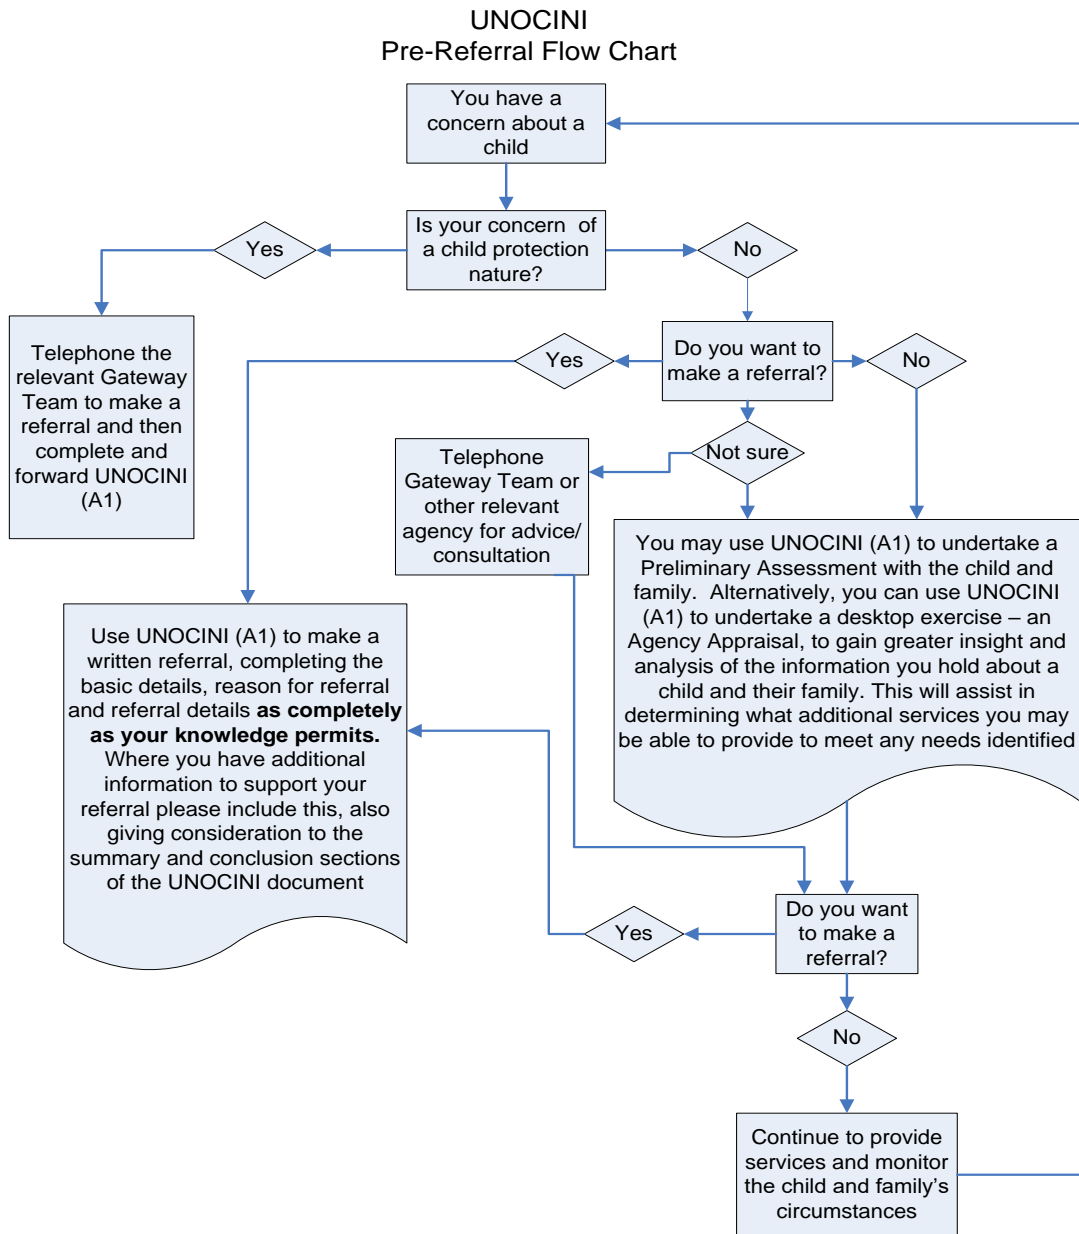 UNOCINI
Pre-Referral Flow Chart
You have a
concern about a
child
Is your concern of
a child protection
nature?
Yes
No
Telephone the
relevant Gateway
Team to make a
referral and then
complete and
forward UNOCINI
(A1)
Do you want to
make a referral?
Yes
No
Not sure
Telephone
Gateway Team or
other relevant
agency for advice/
consultation
You may use UNOCINI (A1) to undertake a
Preliminary Assessment with the child and
family. Alternatively, you can use UNOCINI
(A1) to undertake a desktop exercise – an
Agency Appraisal, to gain greater insight and
analysis of the information you hold about a
child and their family. This will assist in
determining what additional services you may
be able to provide to meet any needs identified
Use UNOCINI (A1) to make a
written referral, completing the
basic details, reason for referral
and referral details as completely
as your knowledge permits.
Where you have additional
information to support your
referral please include this, also
giving consideration to the
summary and conclusion sections
of the UNOCINI document
Do you want
to make a
referral?
Yes
No
Continue to provide
services and monitor
the child and family’s
circumstances